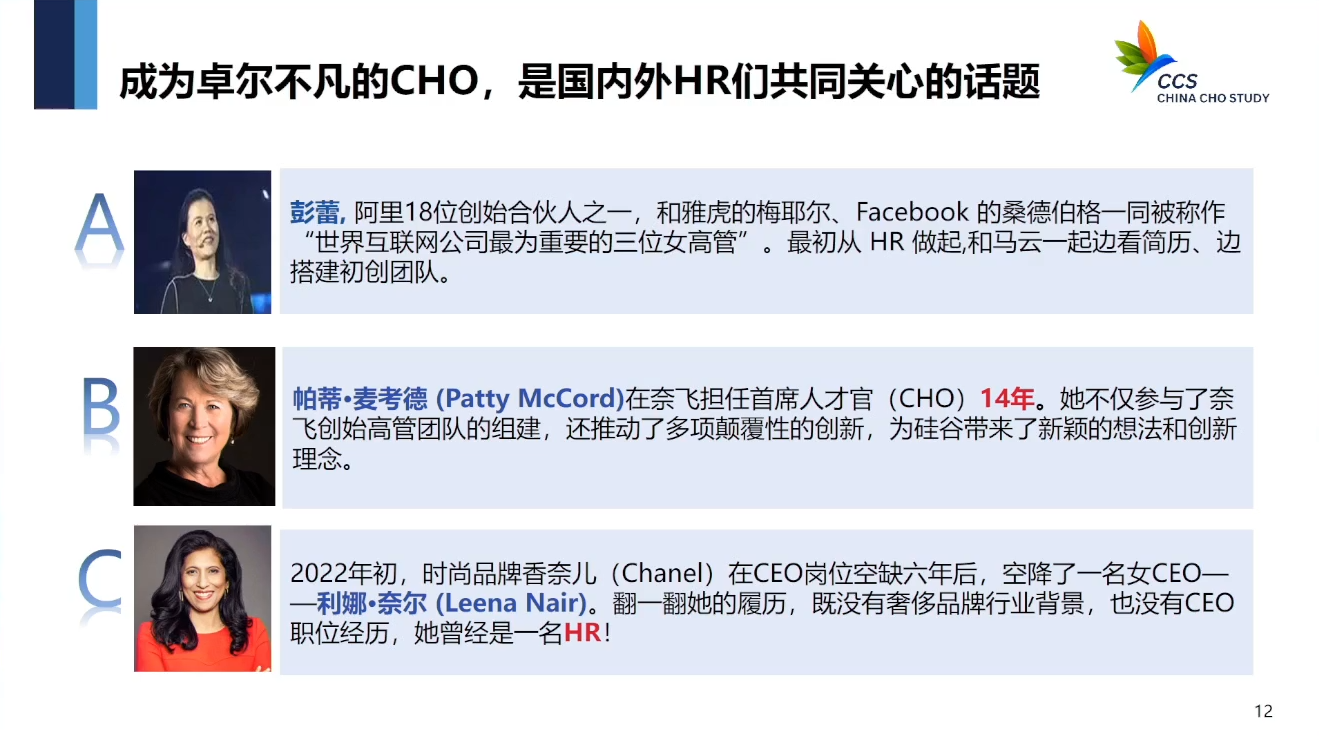 成为卓尔不凡的CHO，是国内外HR们共同关心的话题
CCS
CHINA CHO STUDY
A
彭蕾, 阿里18位创始合伙人之一，和雅虎的梅耶尔、Facebook 的桑德伯格一同被称作
“世界互联网公司最为重要的三位女高管”。最初从 HR 做起,和马云一起边看简历、边
搭建初创团队。
B
帕蒂·麦考德 (Patty McCord)在奈飞担任首席人才官（CHO）14年。她不仅参与了奈
飞创始高管团队的组建，还推动了多项颠覆性的创新，为硅谷带来了新颖的想法和创新
理念。
C
2022年初，时尚品牌香奈儿（Chanel）在CEO岗位空缺六年后，空降了一名女CEO—
—利娜·奈尔 (Leena Nair)。翻一翻她的履历，既没有奢侈品牌行业背景，也没有CEO
职位经历，她曾经是一名HR！
12